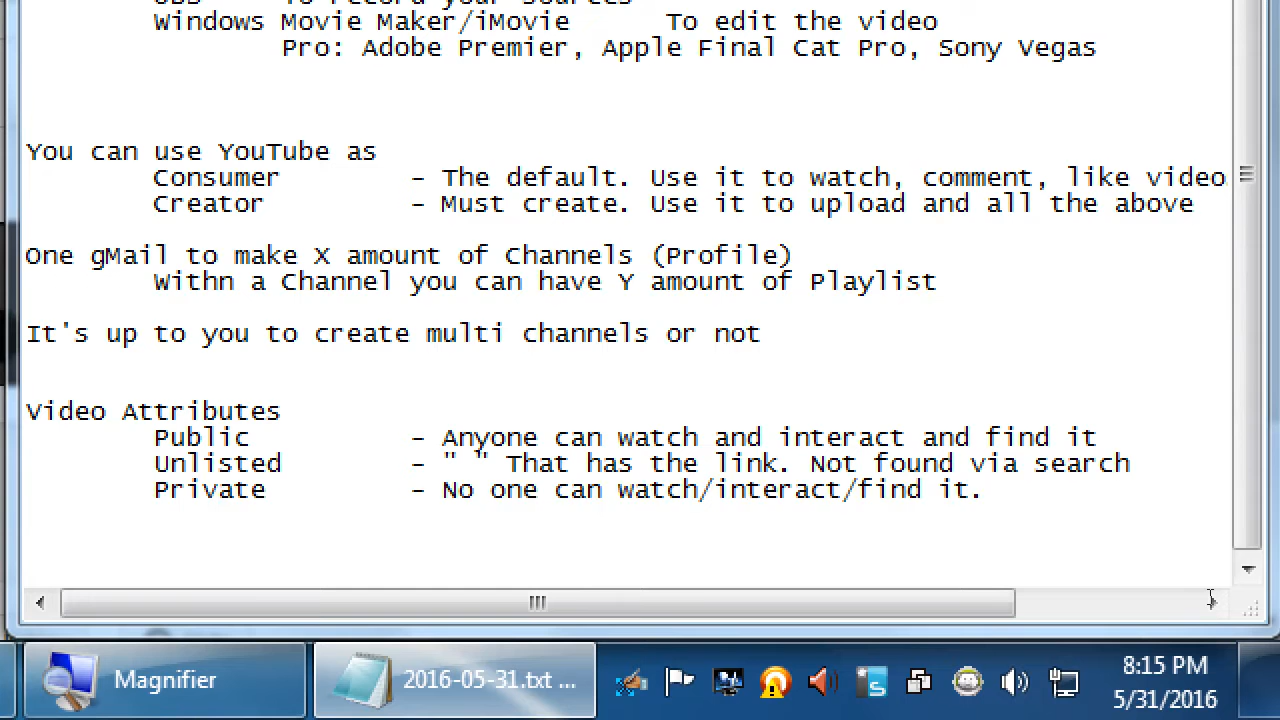 OBS - To record your sources
Windows Movie Maker/iMovie To edit the video
Pro: Adobe Premier, Apple Final Cat Pro, Sony Vegas
You can use YouTube as
Consumer - The default. Use it to watch, comment, like video
Creator - Must create. Use it to upload and all the above
One gMail to make X amount of Channels (Profile)
Withn a Channel you can have Y amount of Playlist
It's up to you to create multi channels or not
Video Attributes
Public - Anyone can watch and interact and find it
Unlisted - " " That has the link. Not found via search
Private - No one can watch/interact/find it.
Magnifier
2016-05-31.txt ...
8:15 PM
5/31/2016